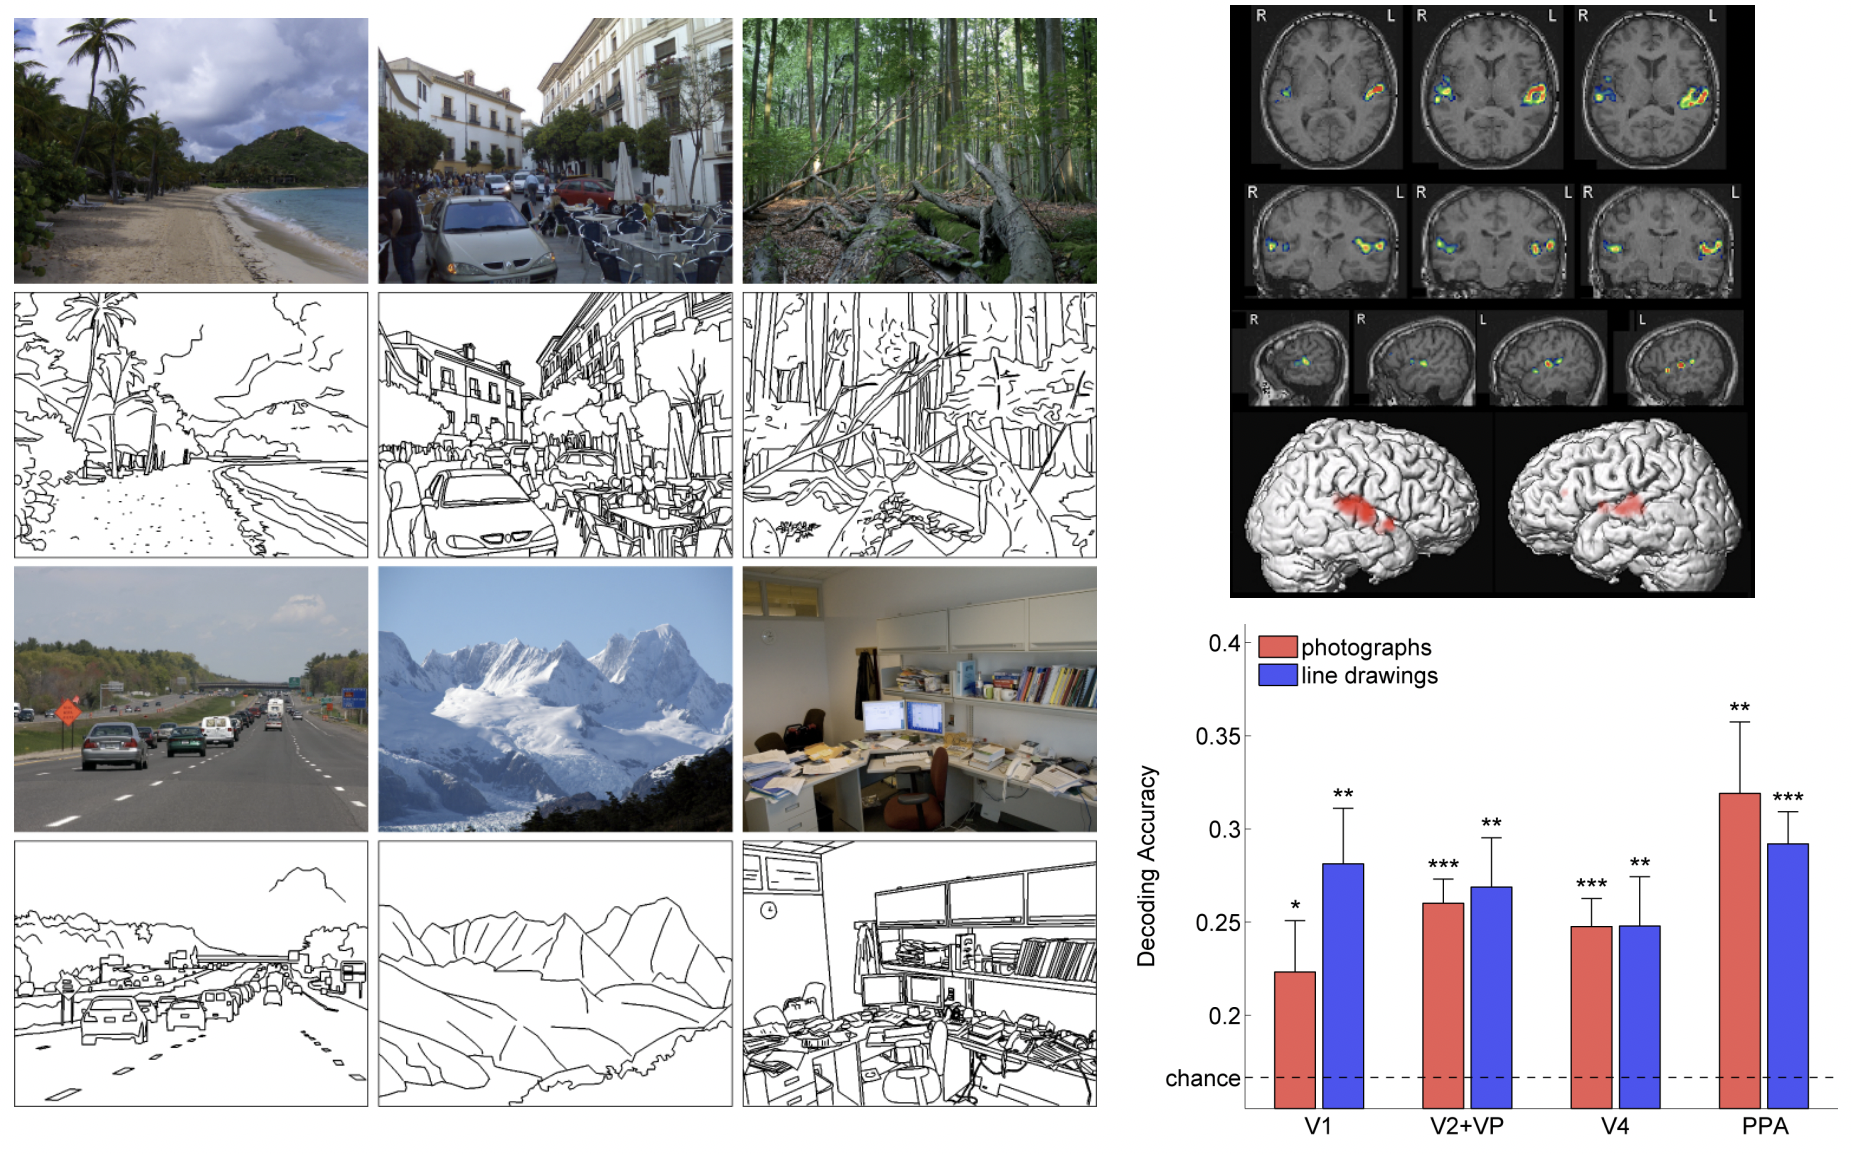 R L R L R L
R L R L R L
R R L L
0.4
photographs
line drawings
0.35
0.3
0.25
0.2
chance
Decoding Accuracy
* ** *** ** *** ** ** ***
V1 V2+VP V4 PPA